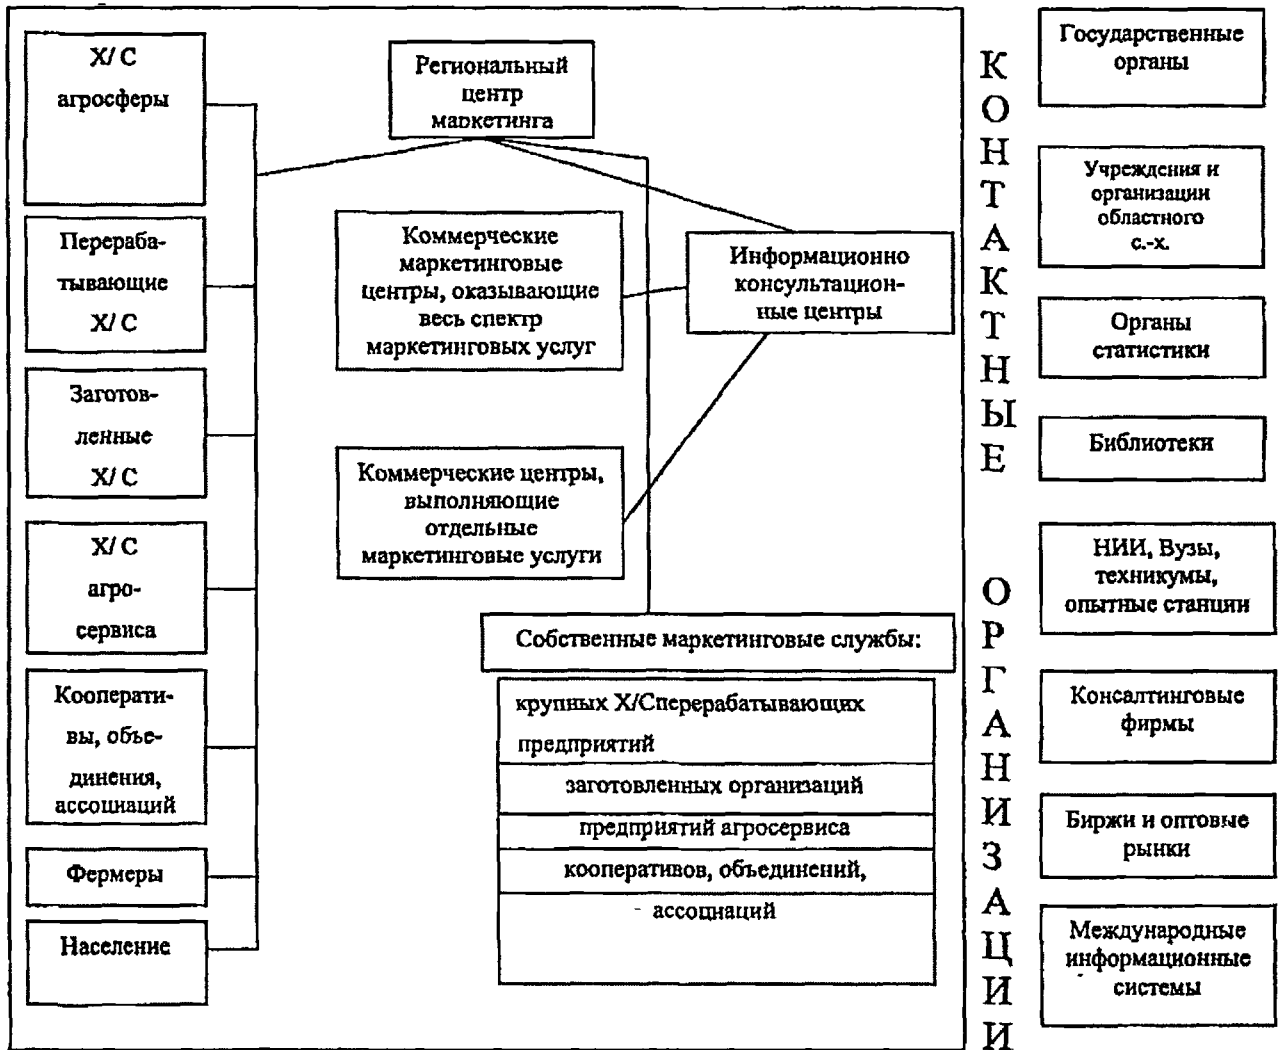 Х/ С
агросферы
Перераба-
тывающие
Х/ С
Заготов-
ленные
Х/ С
Х/ С
агро-
сервиса
Кооперати-
вы, объе-
динения,
ассоциаций
Фермеры
Население
Региональный
центр
маркетинга
Коммерческие
маркетинговые
центры, оказывающие
весь спектр
маркетинговых услуг
Информационно
консультацион-
ные центры
Коммерческие центры,
выполняющие
отдельные
маркетинговые услуги
Собственные маркетинговые службы:
крупных Х/Сперерабатывающих
предприятий
заготовленных организаций
предприятий агросервиса
кооперативов, объединений,
- ассоциаций
КОНТАКТНЫЕ
ОРГАНИЗАЦИИ
Государственные
органы
Учреждения и
организации
областного
с.-х.
Органы
статистики
Библиотеки
НИИ, Вузы,
техникумы,
опытные станции
Консалтинговые
фирмы
Биржи и оптовые
рынки
Международные
информационные
системы